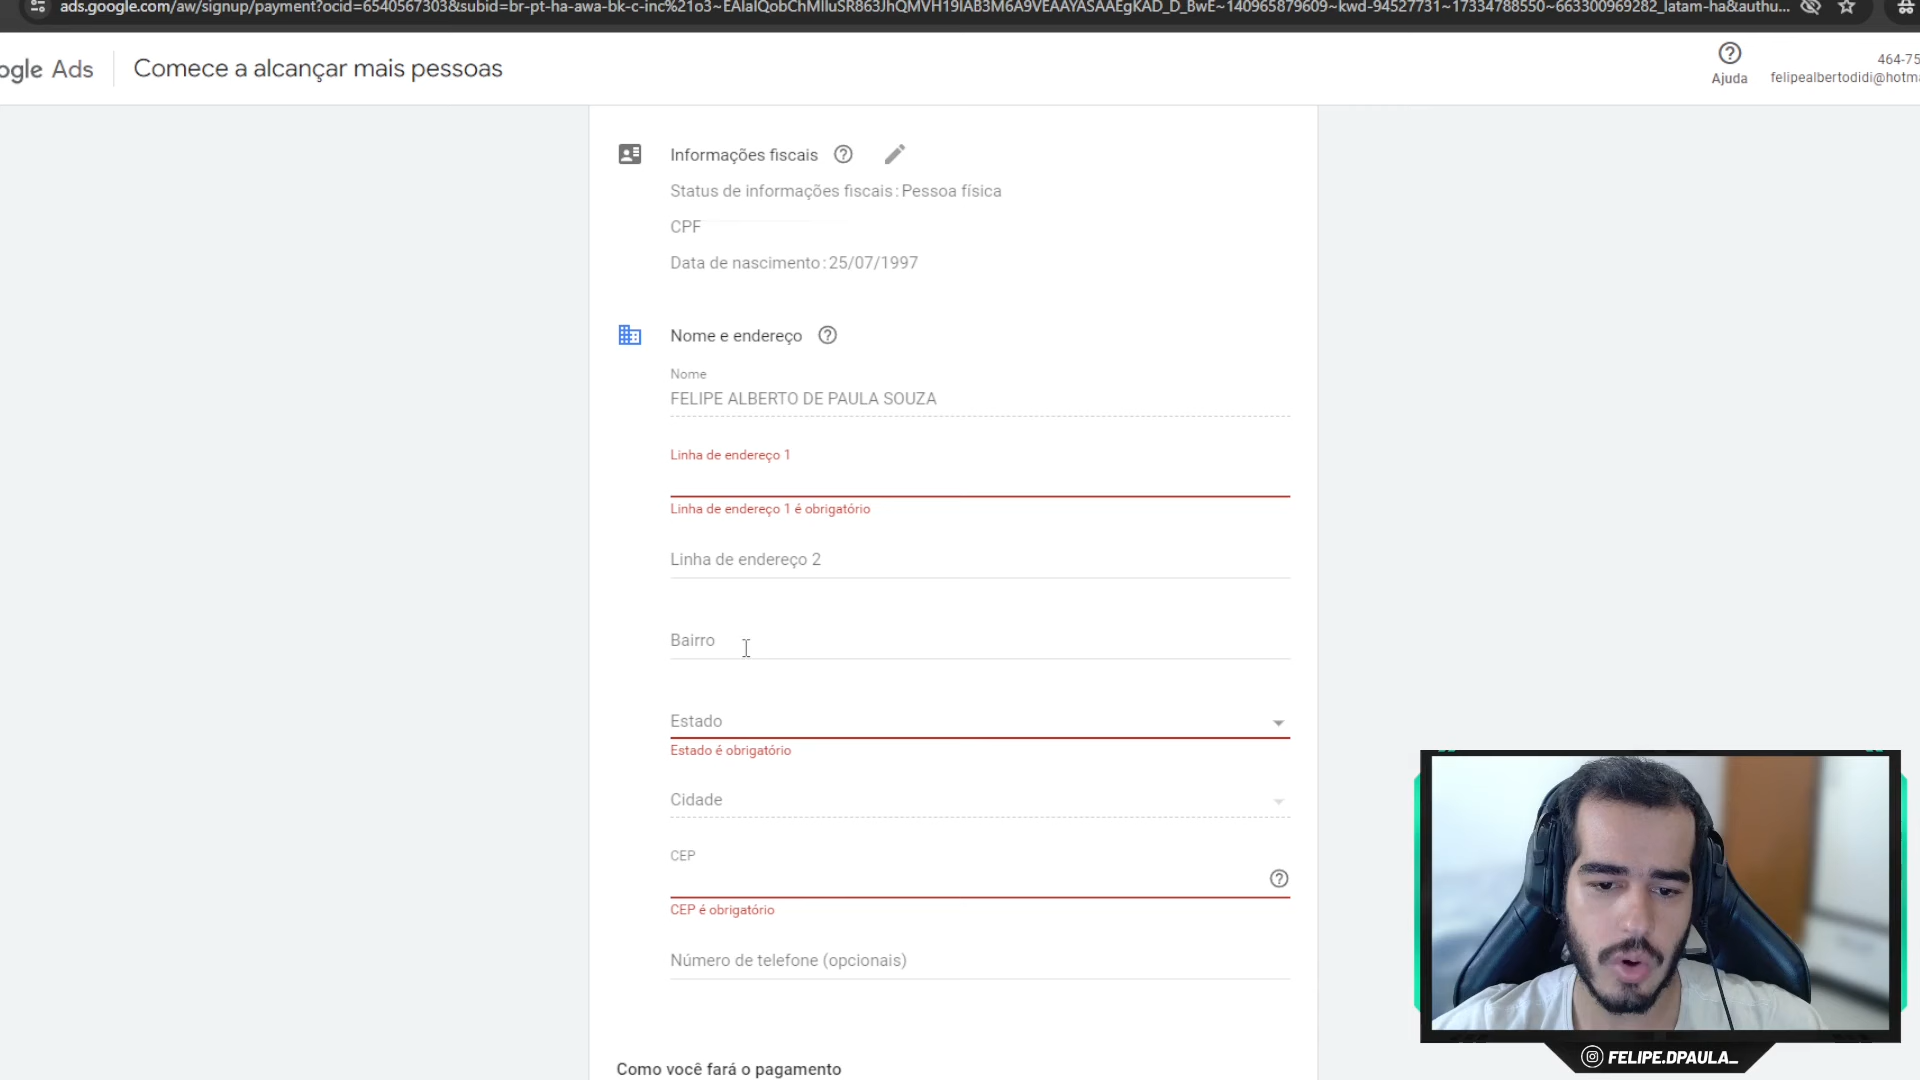 ads.google.com/aw/signup/payment?ocid=6540567303&subid=br-pt-ha-awa-bk-c-inc%21o3~EAIaIQobChMIluSR863JhQMVH19IAB3M6A9VEAAYASAAEgKAD_D_BwE~140965879609~kwd-94527731~17334788550~663300969282_latam-ha&authu...
ogle Ads
Comece a alcançar mais pessoas
Ajuda
464-75
felipealbertodidi@hotma
Informações fiscais
Status de informações fiscais: Pessoa física
CPF
Data de nascimento: 25/07/1997
Nome e endereço
Nome
FELIPE ALBERTO DE PAULA SOUZA
Linha de endereço 1
Linha de endereço 1 é obrigatório
Linha de endereço 2
Bairro
Estado
Estado é obrigatório
Cidade
CEP
CEP é obrigatório
Número de telefone (opcionais)
Como você fará o pagamento
FELIPE.DPAULA_